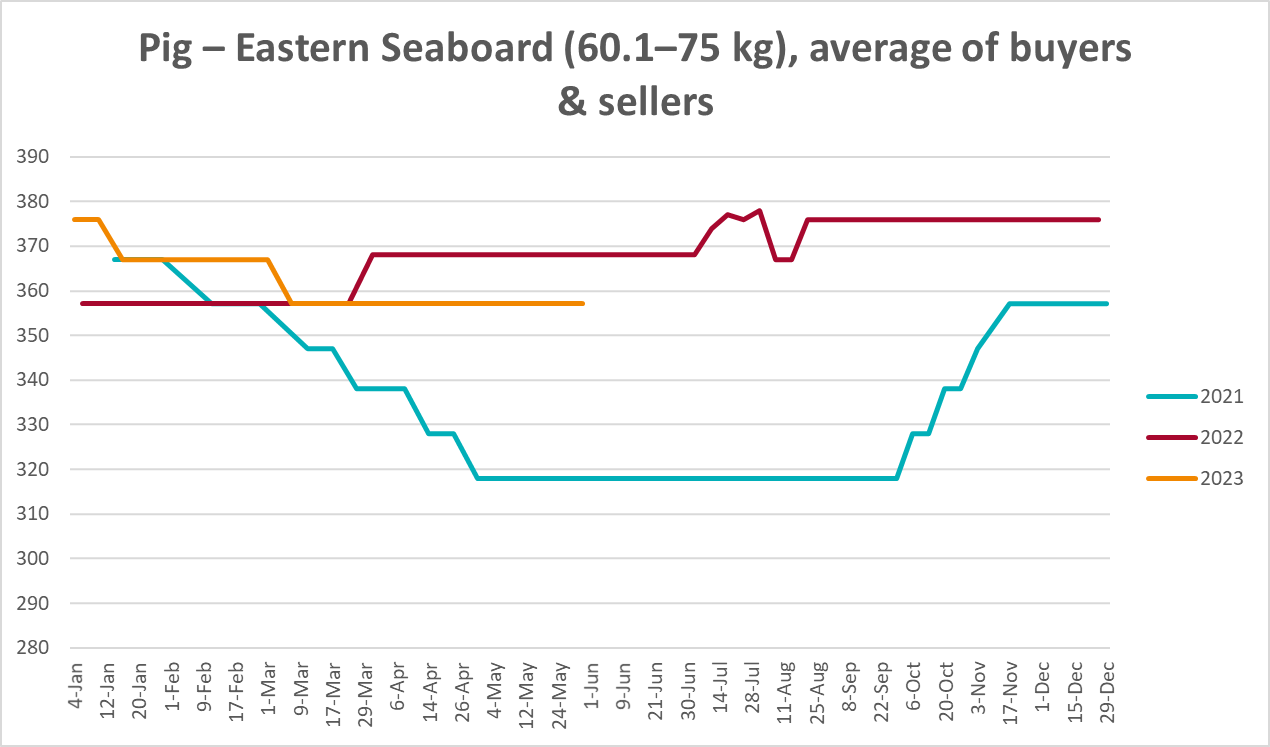 Pig – Eastern Seaboard (60.1–75 kg), average of buyers
& sellers
390
380
370
360
350
340
330
320
310
300
290
280
4-Jan
12-Jan
20-Jan
1-Feb
9-Feb
17-Feb
1-Mar
9-Mar
17-Mar
29-Mar
6-Apr
14-Apr
26-Apr
4-May
12-May
24-May
1-Jun
9-Jun
21-Jun
30-Jun
14-Jul
28-Jul
11-Aug
25-Aug
8-Sep
22-Sep
6-Oct
20-Oct
3-Nov
17-Nov
1-Dec
15-Dec
29-Dec
2021
2022
2023